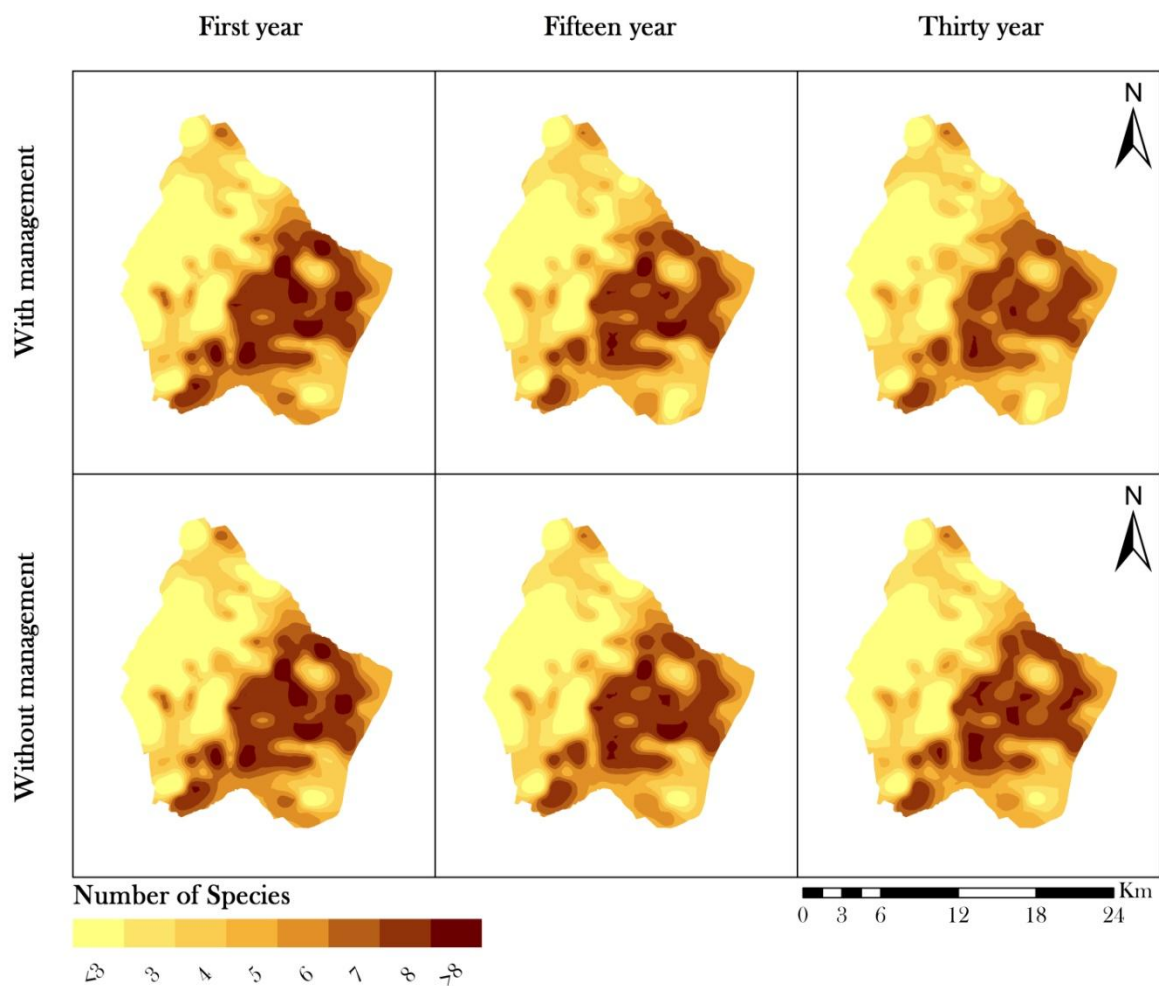 First year Fifteen year Thirty year
N
With management
N
Without management
Number of Species
<3 3 4 5 6 7 8 >8
Km
0 3 6 12 18 24